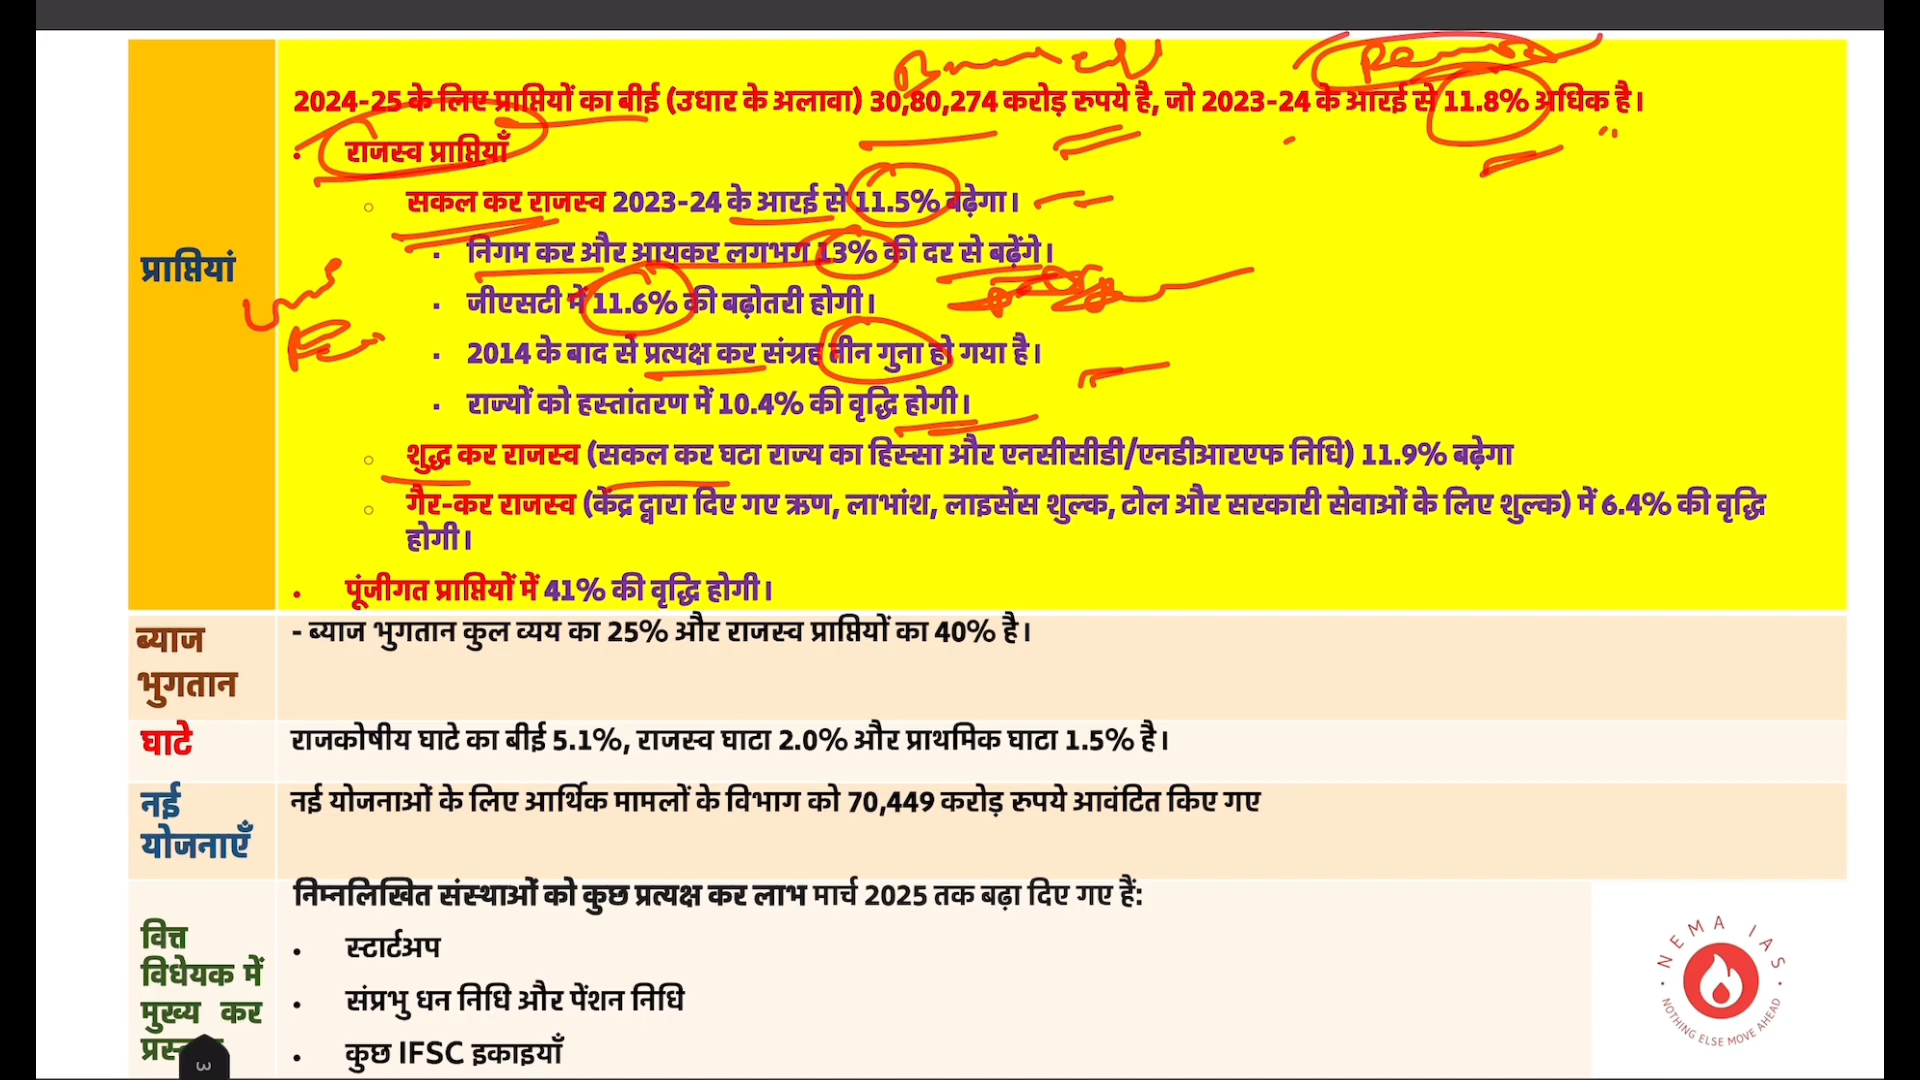 2024-25 के लिए प्राप्तियों का बीई (उधार के अलावा) 30,80,274 करोड़ रुपये है, जो 2023-24 के आरई से 11.8% अधिक है।
• राजस्व प्राप्तियाँ
○ सकल कर राजस्व 2023-24 के आरई से 11.5% बढ़ेगा।
प्राप्तियां
▪ निगम कर और आयकर लगभग 13% की दर से बढ़ेंगे।
▪ जीएसटी में 11.6% की बढ़ोतरी होगी।
▪ 2014 के बाद से प्रत्यक्ष कर संग्रह तीन गुना हो गया है।
▪ राज्यों को हस्तांतरण में 10.4% की वृद्धि होगी।
○ शुद्ध कर राजस्व (सकल कर घटा राज्य का हिस्सा और एनसीसीडी/एनडीआरएफ निधि) 11.9% बढ़ेगा
○ गैर-कर राजस्व (केंद्र द्वारा दिए गए ऋण, लाभांश, लाइसेंस शुल्क, टोल और सरकारी सेवाओं के लिए शुल्क) में 6.4% की वृद्धि
होगी।
• पूंजीगत प्राप्तियों में 41% की वृद्धि होगी।
ब्याज
भुगतान
- ब्याज भुगतान कुल व्यय का 25% और राजस्व प्राप्तियों का 40% है।
घाटे
राजकोषीय घाटे का बीई 5.1%, राजस्व घाटा 2.0% और प्राथमिक घाटा 1.5% है।
नई
योजनाएँ
नई योजनाओं के लिए आर्थिक मामलों के विभाग को 70,449 करोड़ रुपये आवंटित किए गए
वित्त
विधेयक में
मुख्य कर
निम्नलिखित संस्थाओं को कुछ प्रत्यक्ष कर लाभ मार्च 2025 तक बढ़ा दिए गए हैं:
• स्टार्टअप
• संप्रभु धन निधि और पेंशन निधि
• कुछ IFSC इकाइयाँ
NEMA IAS
NOTHING ELSE MOVE AHEAD